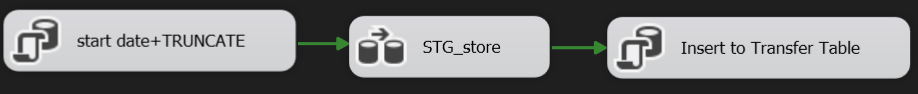 start date+TRUNCATE
STG_store
Insert to Transfer Table